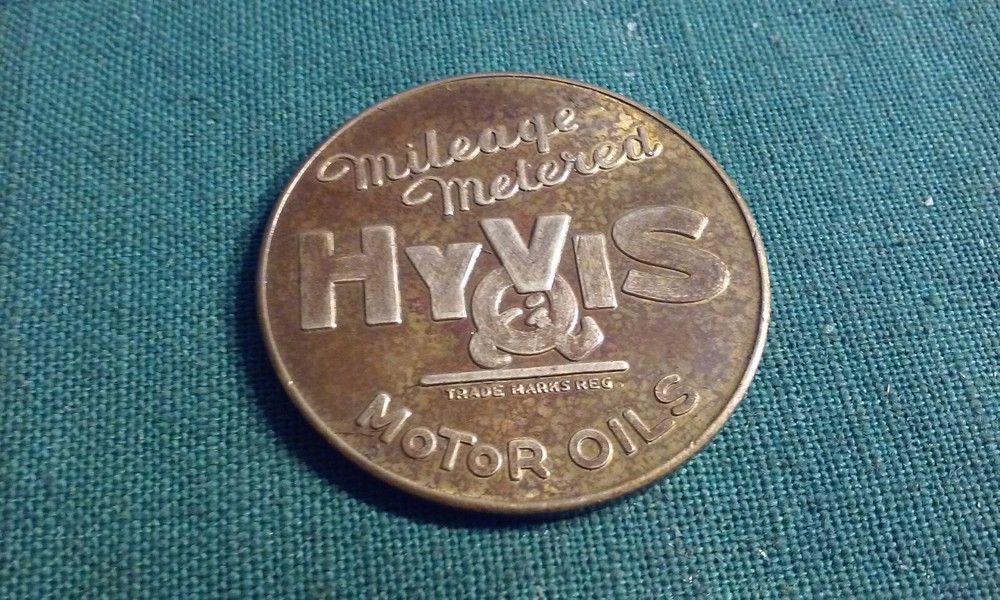 Mileage
Metered
HYVIS
TRADE MARKS REG.
MOTOR OILS